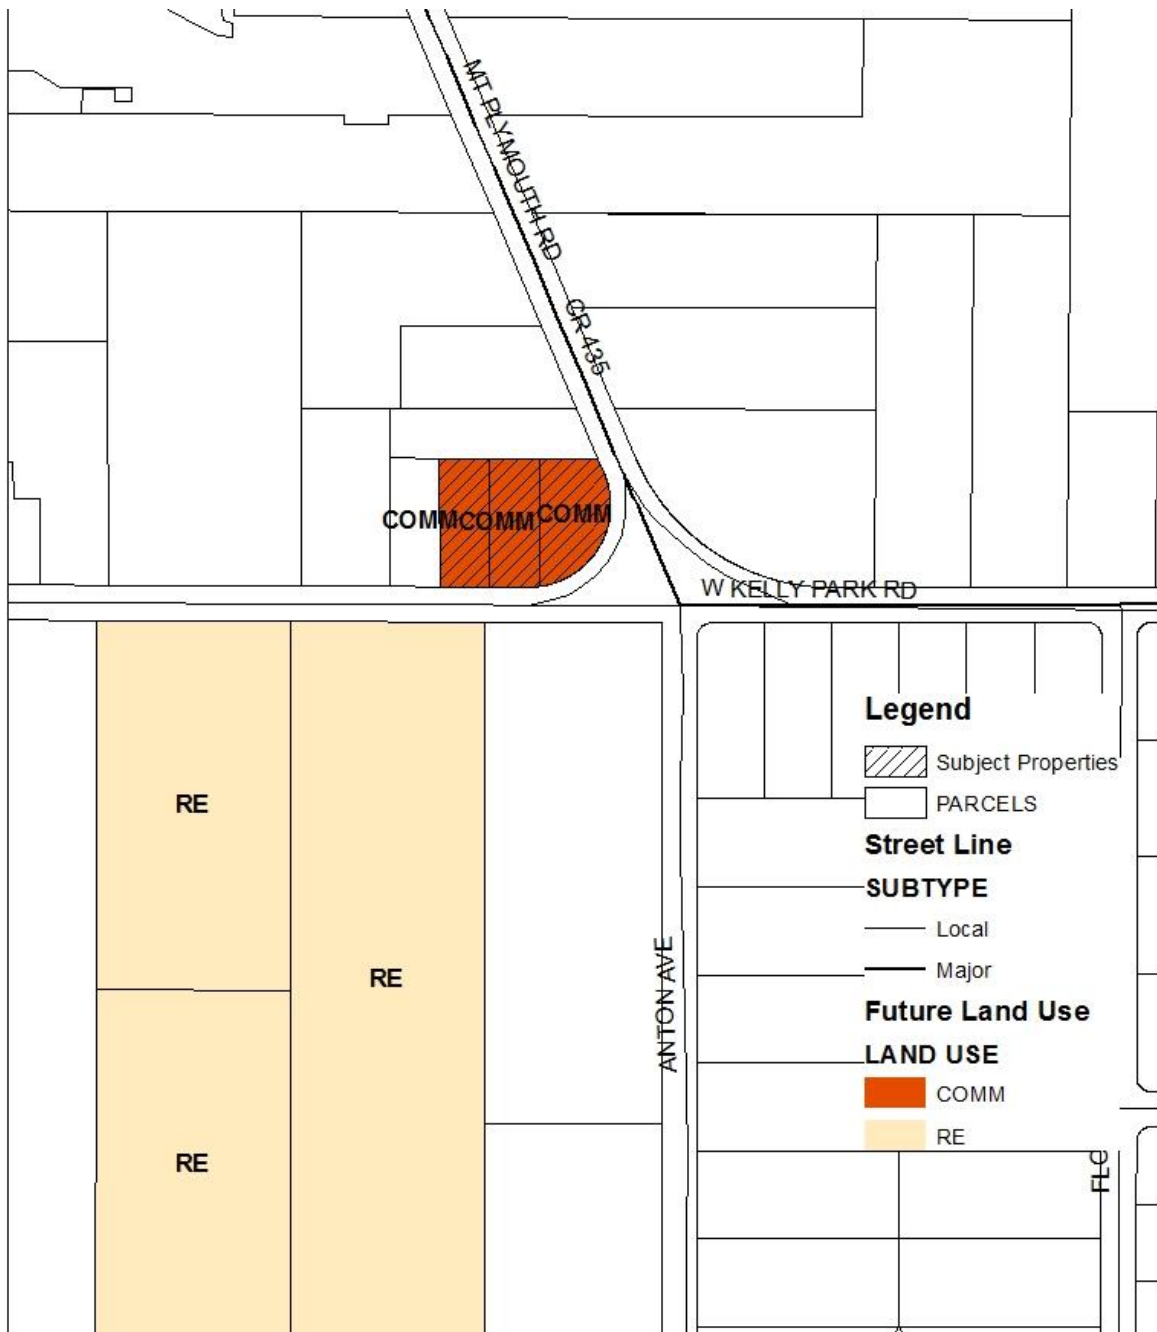 MT PLYMOUTH RD
CR 435
COMM COMM COMM
W KELLY PARK RD
RE
RE
RE
ANTON AVE
Legend
Subject Properties
PARCELS
Street Line
SUBTYPE
Local
Major
Future Land Use
LAND USE
COMM
RE
FLO